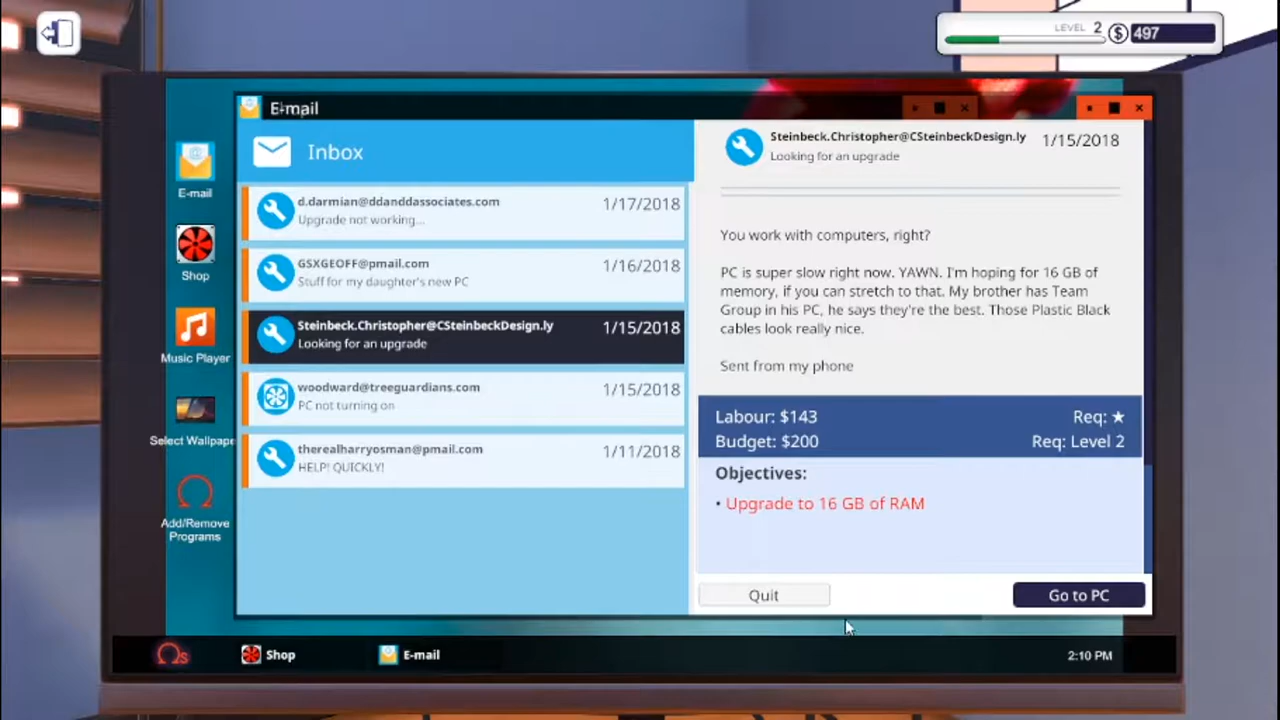 LEVEL 2
$ 497
E-mail
Inbox
d.darmian@ddanddassociates.com 1/17/2018
Upgrade not working...
GSXGEOFF@pmail.com 1/16/2018
Stuff for my daughter's new PC
Steinbeck.Christopher@CSteinbeckDesign.ly 1/15/2018
Looking for an upgrade
woodward@treeguardians.com 1/15/2018
PC not turning on
therealharryosman@pmail.com 1/11/2018
HELP! QUICKLY!
Steinbeck.Christopher@CSteinbeckDesign.ly 1/15/2018
Looking for an upgrade
You work with computers, right?
PC is super slow right now. YAWN. I'm hoping for 16 GB of
memory, if you can stretch to that. My brother has Team
Group in his PC, he says they're the best. Those Plastic Black
cables look really nice.
Sent from my phone
Labour: $143 Req: ★
Budget: $200 Req: Level 2
Objectives:
• Upgrade to 16 GB of RAM
Quit
Go to PC
E-mail
Shop
Music Player
Select Wallpape
Add/Remove
Programs
Ωs
Shop
E-mail
2:10 PM